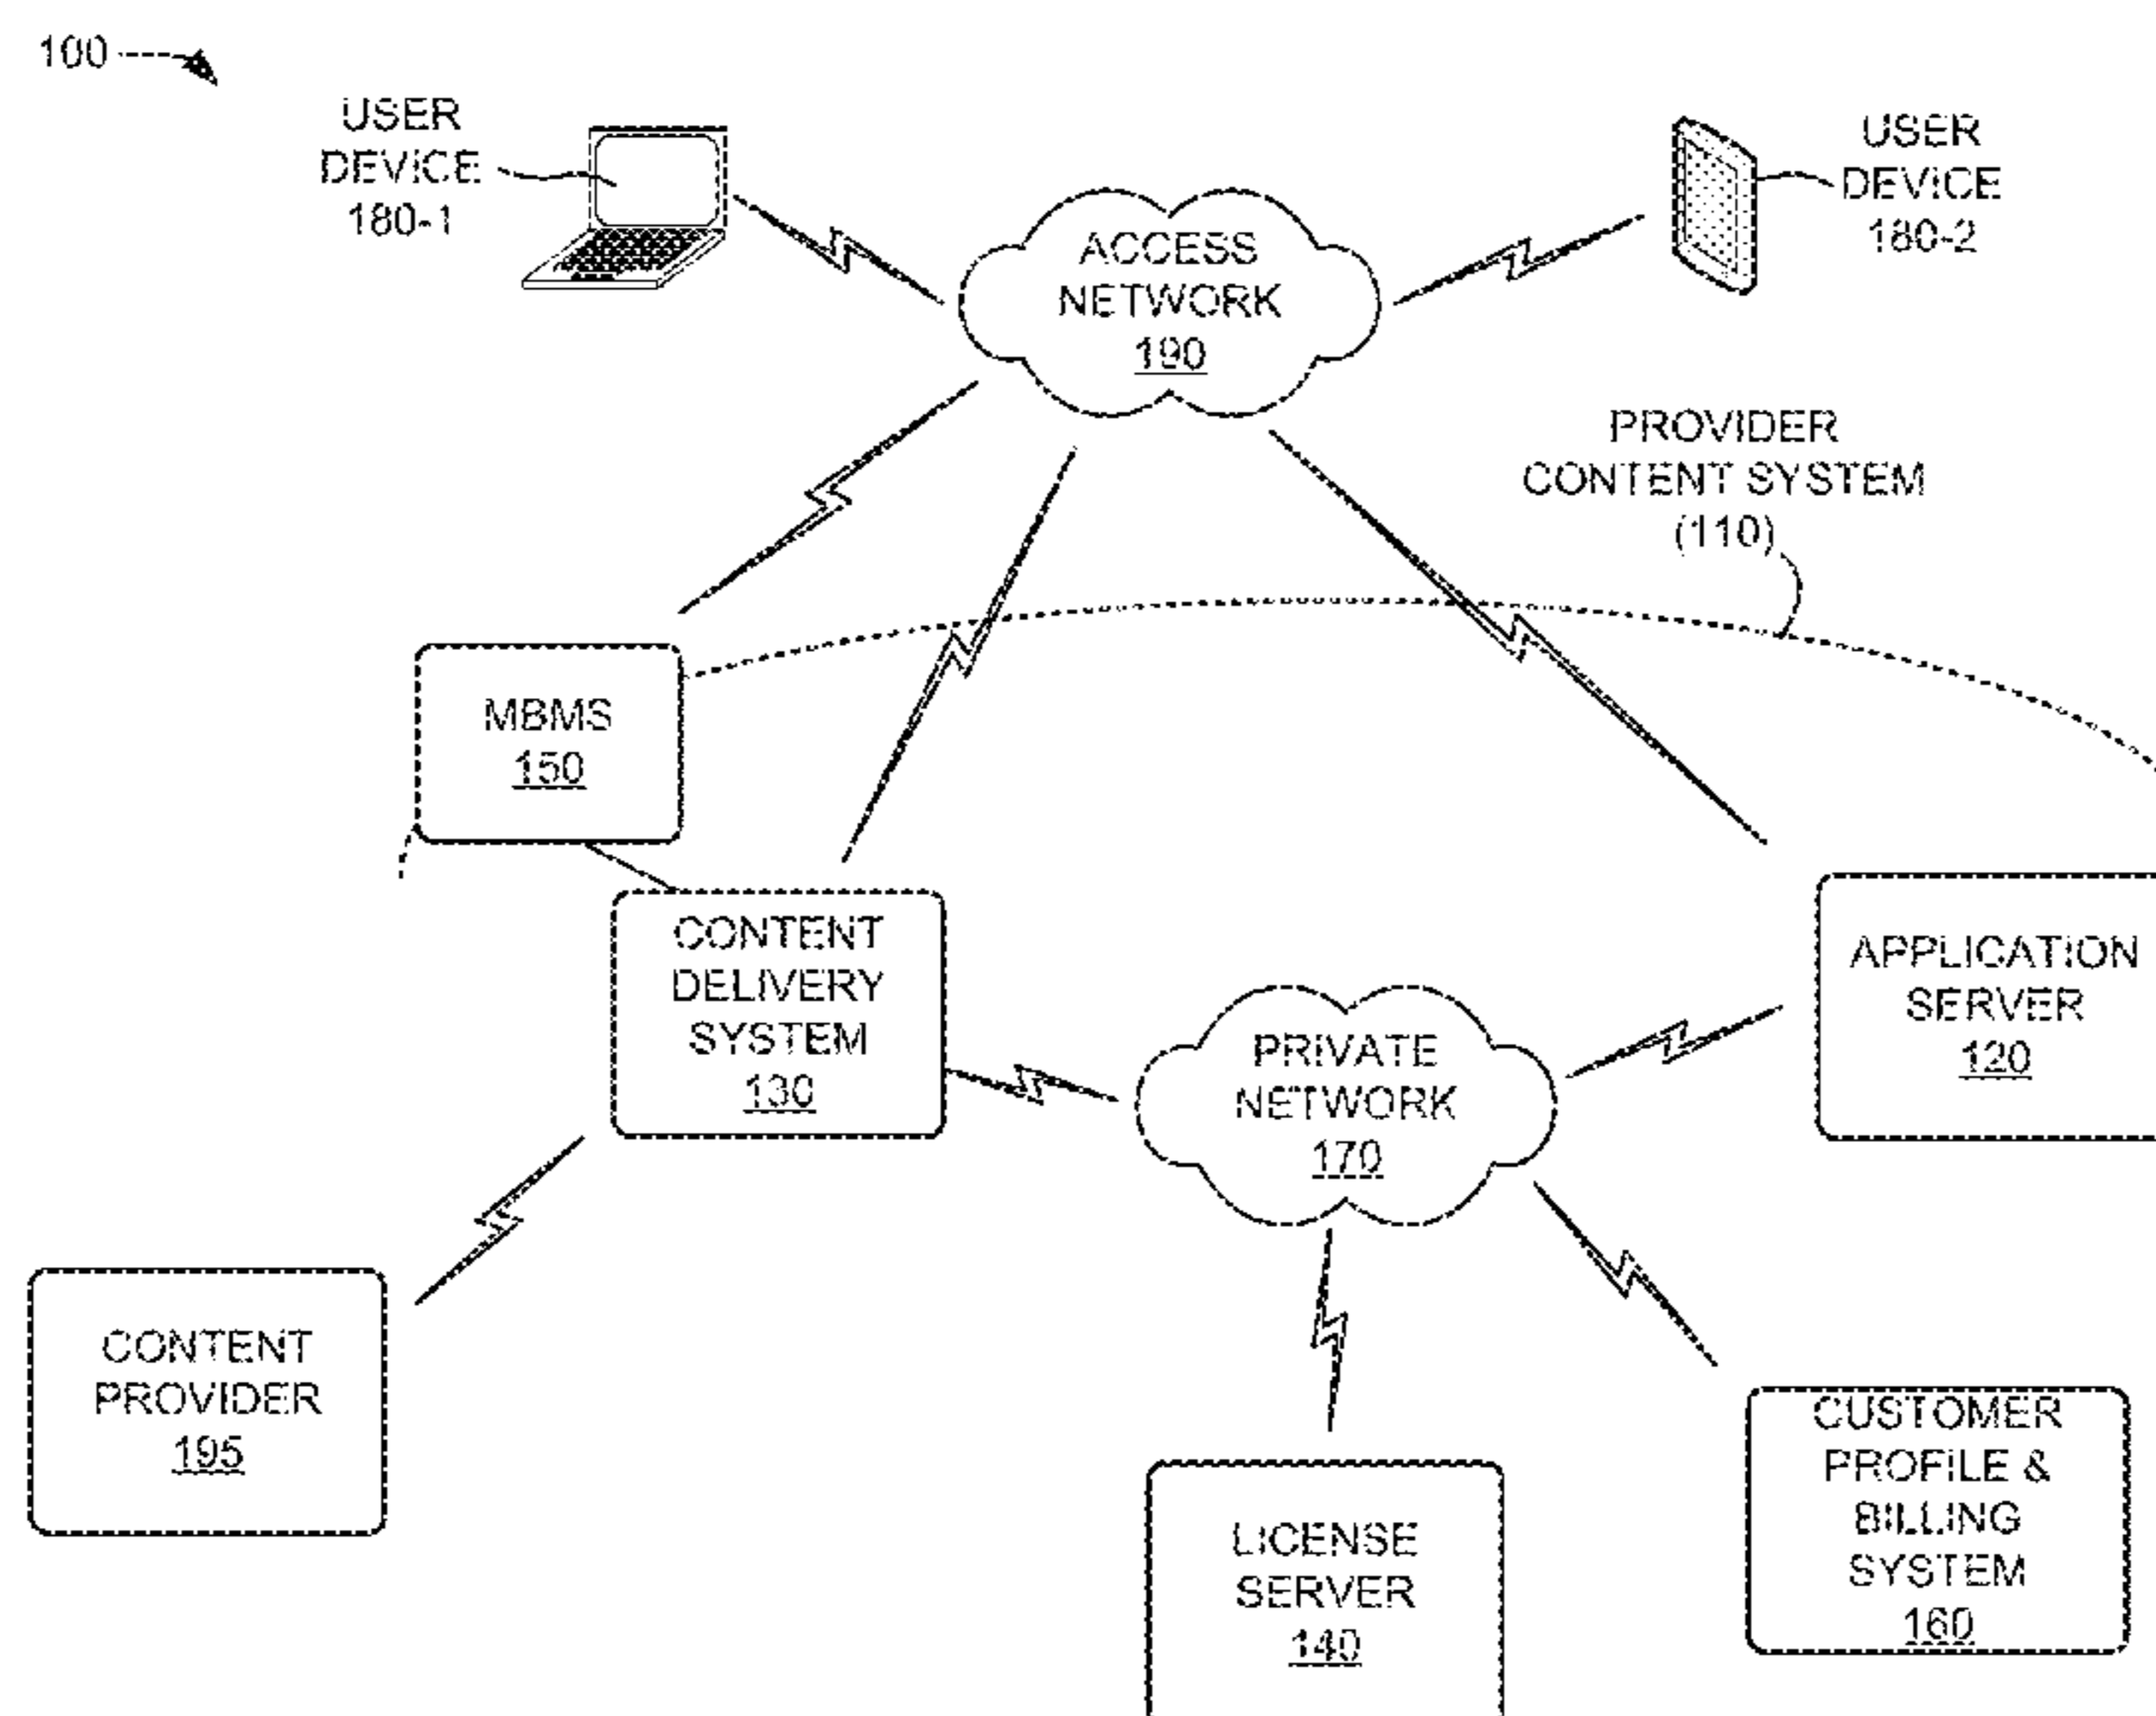 100
USER
DEVICE
180-1
USER
DEVICE
180-2
ACCESS
NETWORK
190
PROVIDER
CONTENT SYSTEM
(110)
MBMS
150
CONTENT
DELIVERY
SYSTEM
130
APPLICATION
SERVER
120
PRIVATE
NETWORK
170
CONTENT
PROVIDER
195
LICENSE
SERVER
140
CUSTOMER
PROFILE &
BILLING
SYSTEM
160